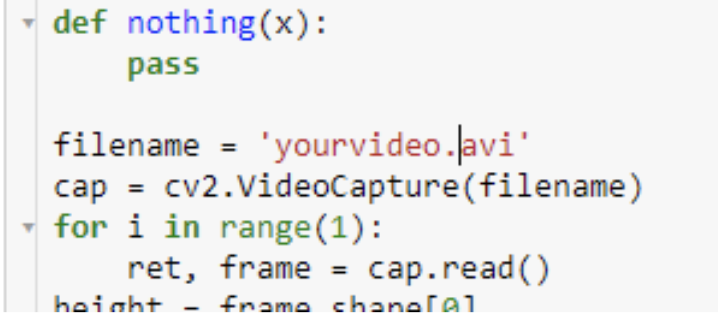 def nothing(x):
    pass
filename = 'yourvideo.avi'
cap = cv2.VideoCapture(filename)
for i in range(1):
    ret, frame = cap.read()
height = frame.shape[0]